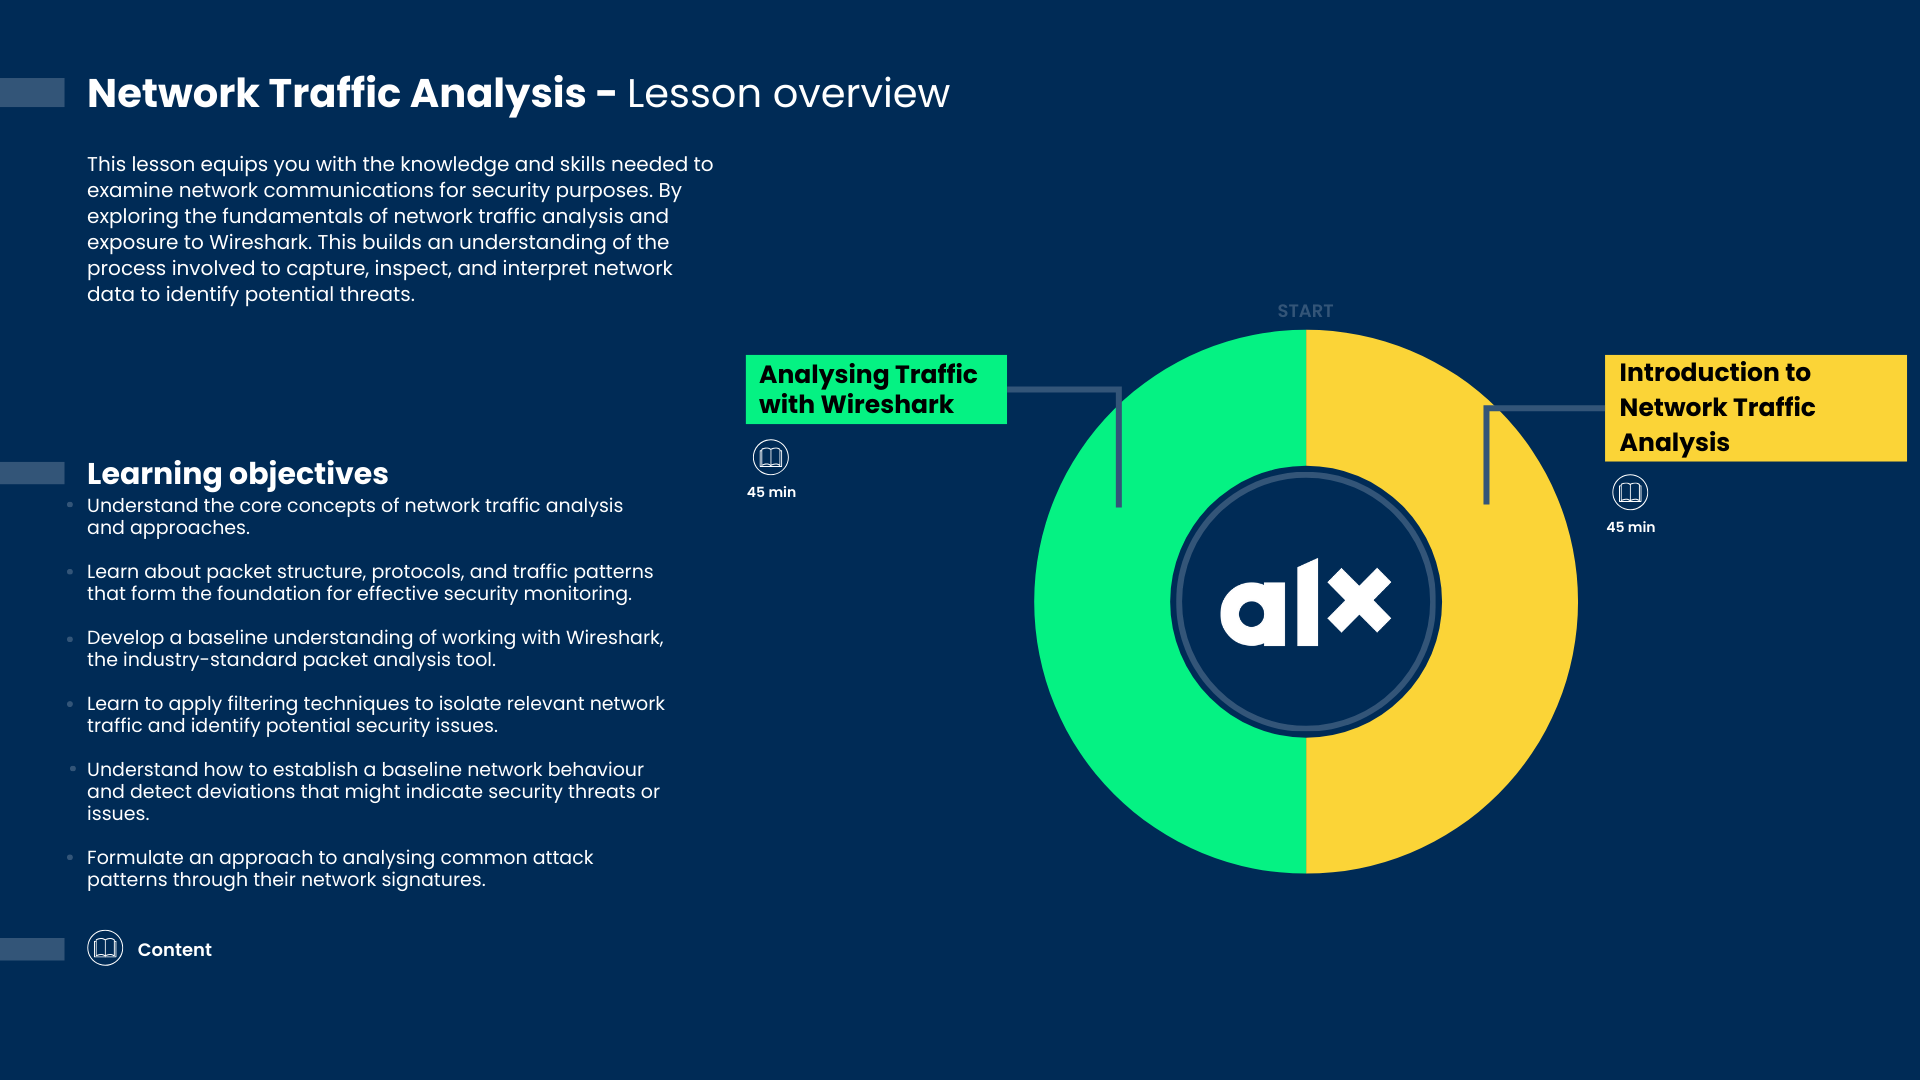 Network Traffic Analysis - Lesson overview
This lesson equips you with the knowledge and skills needed to
examine network communications for security purposes. By
exploring the fundamentals of network traffic analysis and
exposure to Wireshark. This builds an understanding of the
process involved to capture, inspect, and interpret network
data to identify potential threats.
Learning objectives
• Understand the core concepts of network traffic analysis
and approaches.
• Learn about packet structure, protocols, and traffic patterns
that form the foundation for effective security monitoring.
• Develop a baseline understanding of working with Wireshark,
the industry-standard packet analysis tool.
• Learn to apply filtering techniques to isolate relevant network
traffic and identify potential security issues.
• Understand how to establish a baseline network behaviour
and detect deviations that might indicate security threats or
issues.
• Formulate an approach to analysing common attack
patterns through their network signatures.
Content
START
Analysing Traffic
with Wireshark
45 min
alx
Introduction to
Network Traffic
Analysis
45 min